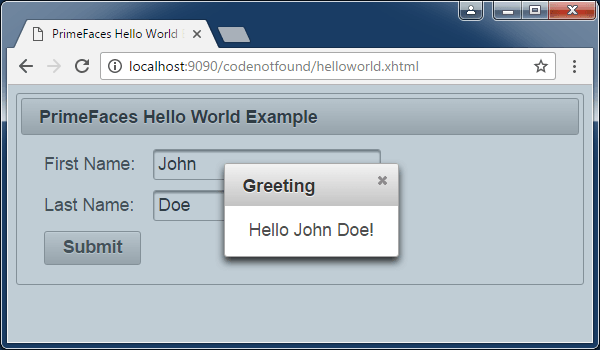 PrimeFaces Hello World
localhost:9090/codenotfound/helloworld.xhtml
PrimeFaces Hello World Example
First Name: John
Greeting
Last Name: Doe
Hello John Doe!
Submit